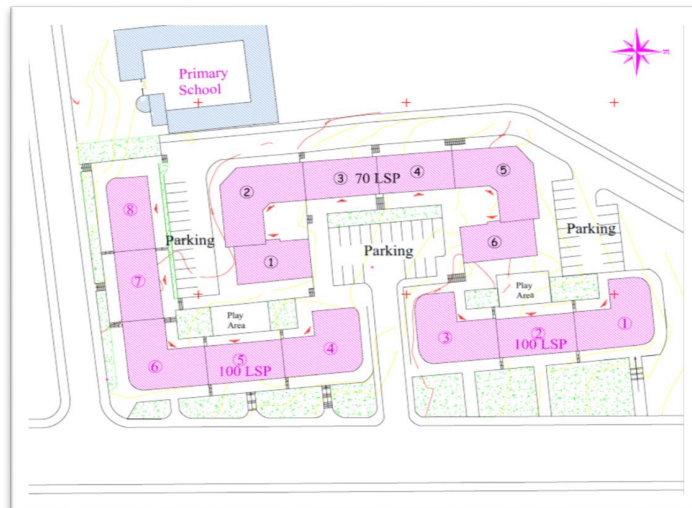 Primary
School
N
②
③
70 LSP
④
⑤
⑧
Parking
Parking
Parking
①
⑥
⑦
Play
Area
Play
Area
⑥
⑤
100 LSP
④
③
②
100 LSP
①